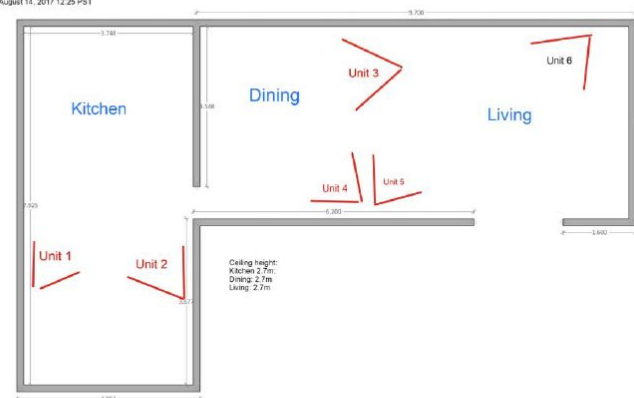 August 14, 2017 12:25 PST
9.700
3.740
Unit 3
Unit 6
Kitchen
Dining
Living
Unit 4
Unit 5
6.200
1.600
Unit 1
Unit 2
Ceiling height:
Kitchen 2.7m
Dining: 2.7m
Living: 2.7m